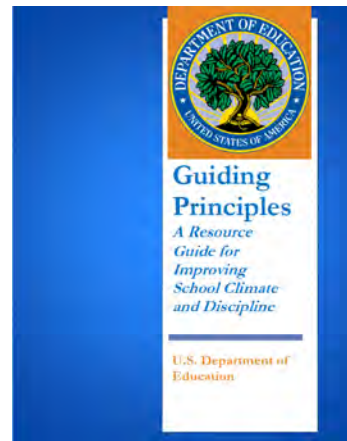 DEPARTMENT OF EDUCATION
UNITED STATES OF AMERICA
Guiding
Principles
A Resource
Guide for
Improving
School Climate
and Discipline
U.S. Department of
Education